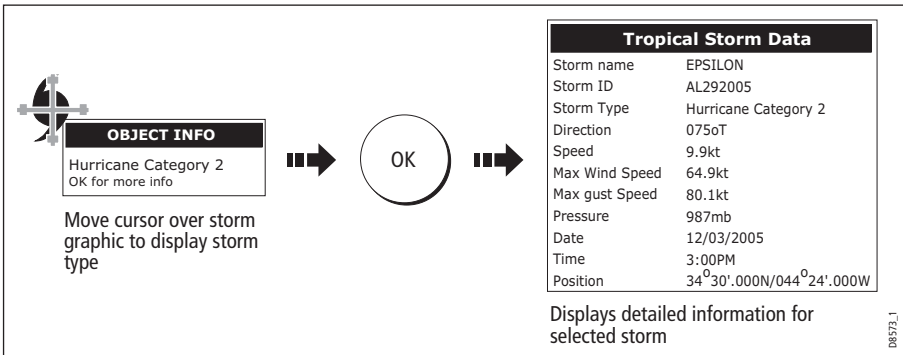 OBJECT INFO
Hurricane Category 2
OK for more info
Move cursor over storm
graphic to display storm
type
OK
Tropical Storm Data
Storm name EPSILON
Storm ID AL292005
Storm Type Hurricane Category 2
Direction 075oT
Speed 9.9kt
Max Wind Speed 64.9kt
Max gust Speed 80.1kt
Pressure 987mb
Date 12/03/2005
Time 3:00PM
Position 34°30'.000N/044°24'.000W
Displays detailed information for
selected storm
D8573_1